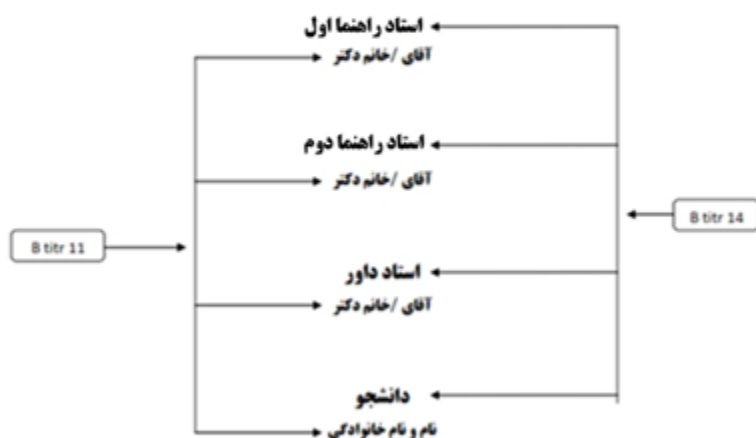 استاد راهنما اول
آقای /خانم دکتر
استاد راهنما دوم
آقای /خانم دکتر
B titr 14
B titr 11
استاد داور
آقای /خانم دکتر
دانشجو
نام و نام خانوادگی